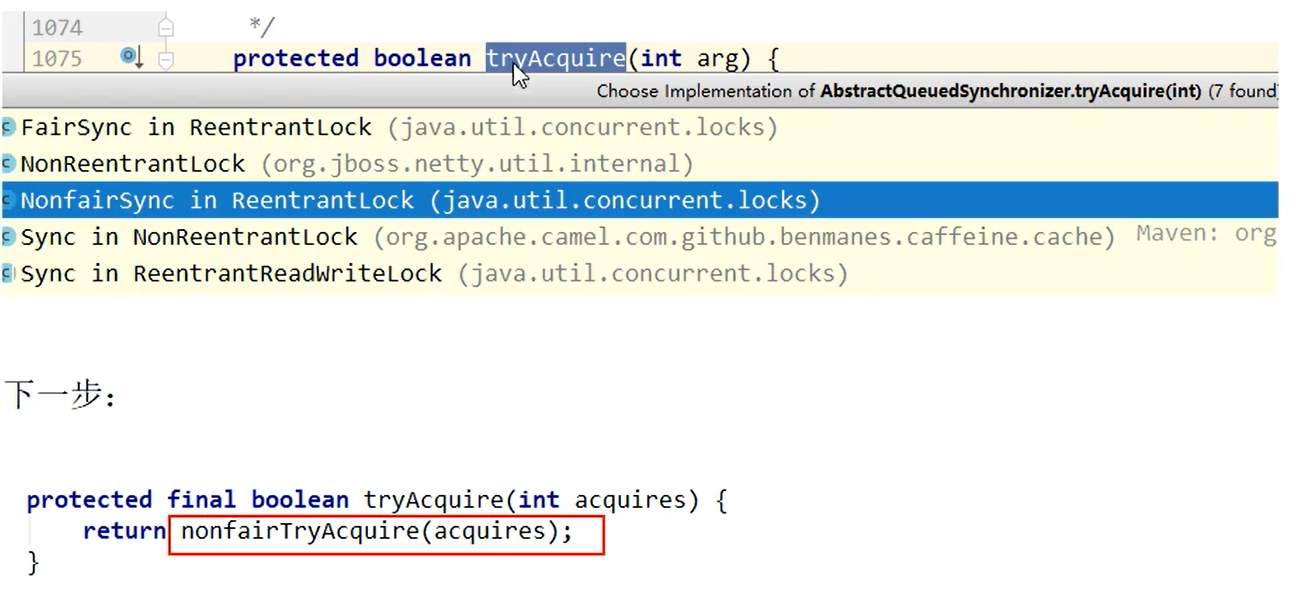 1074 */
1075 protected boolean tryAcquire(int arg) {
Choose Implementation of AbstractQueuedSynchronizer.tryAcquire(int) (7 found
FairSync in ReentrantLock (java.util.concurrent.locks)
NonReentrantLock (org.jboss.netty.util.internal)
NonfairSync in ReentrantLock (java.util.concurrent.locks)
Sync in NonReentrantLock (org.apache.camel.com.github.benmanes.caffeine.cache) Maven: org
Sync in ReentrantReadWriteLock (java.util.concurrent.locks)
下一步:
protected final boolean tryAcquire(int acquires) {
return nonfairTryAcquire(acquires);
}